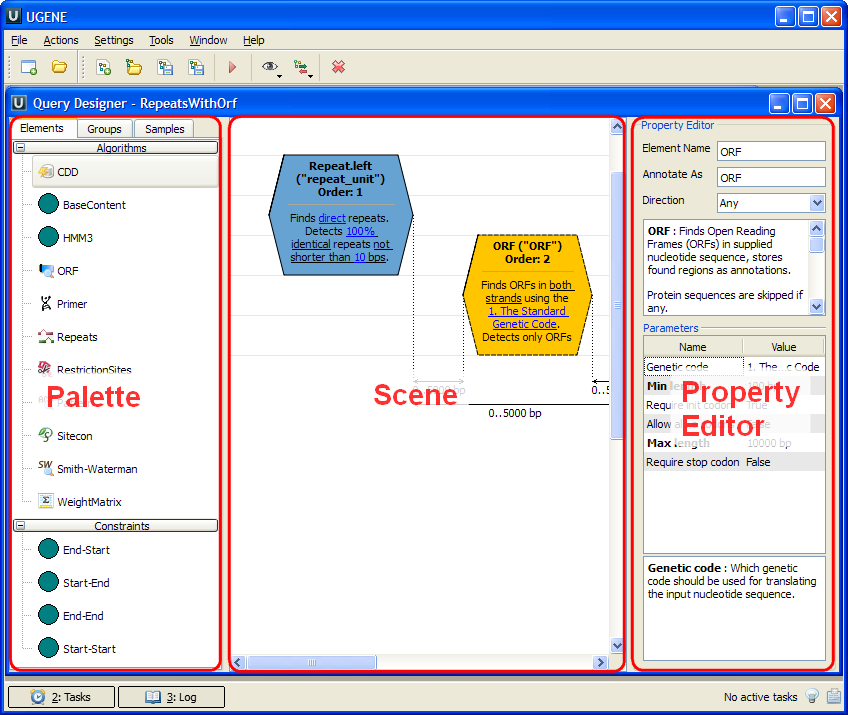 UGENE
File Actions Settings Tools Window Help
Query Designer - RepeatsWithOrf
Elements Groups Samples
Algorithms
CDD
BaseContent
HMM3
ORF
Primer
Repeats
RestrictionSites
Palette
Sitecon
Smith-Waterman
WeightMatrix
Constraints
End-Start
Start-End
End-End
Start-Start
Repeat.left
("repeat_unit")
Order: 1
Finds direct repeats.
Detects 100%
identical repeats not
shorter than 10 bps.
ORF ("ORF")
Order: 2
Finds ORFs in both
strands using the
1. The Standard
Genetic Code.
Detects only ORFs
0..5000 bp
0..5
Scene
0..5000 bp
Property Editor
Element Name ORF
Annotate As ORF
Direction Any
ORF : Finds Open Reading
Frames (ORFs) in supplied
nucleotide sequence, stores
found regions as annotations.
Protein sequences are skipped if
any.
Parameters
Name Value
Genetic code 1. The...c Code
Min length
Require init codon True
Property
Editor
Allow
Max length 10000 bp
Require stop codon False
Genetic code : Which genetic
code should be used for translating
the input nucleotide sequence.
2: Tasks 3: Log No active tasks